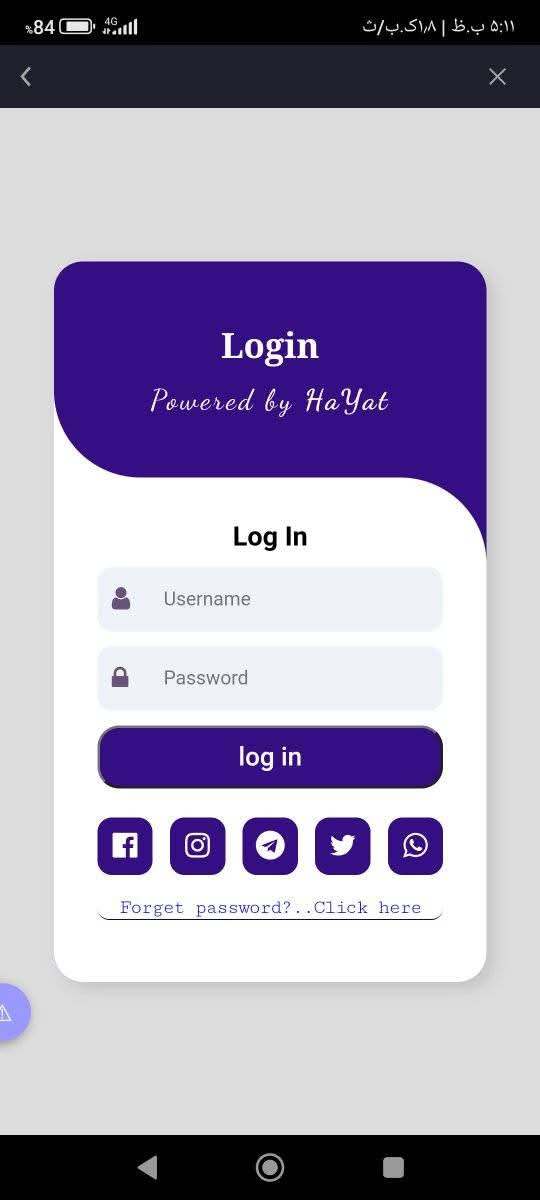 %84 4G ۵:۱۱ ب.ظ | ۱٫۸ک.ب/ث
Login
Powered by HaYat
Log In
Username
Password
log in
Forget password?..Click here